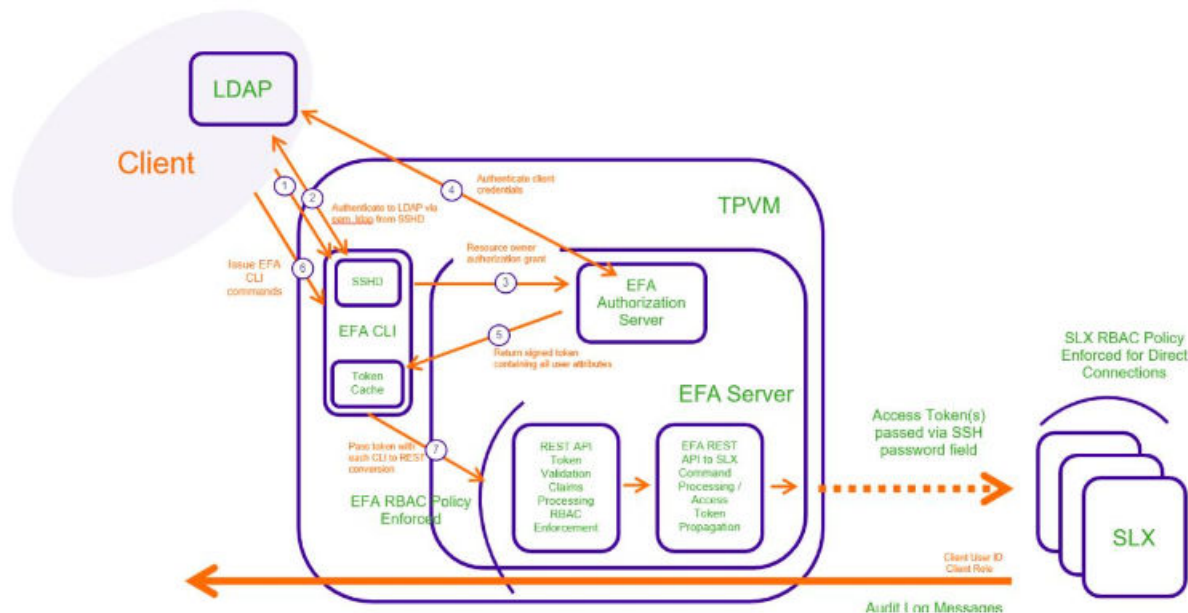 LDAP
Client
1
2
4
Authenticate client
credentials
TPVM
Authenticate to LDAP via
pam_ldap from SSHD
Issue EFA
CLI
commands
6
Resource owner
authorization grant
SSHD
3
EFA
Authorization
Server
EFA CLI
5
Return signed token
containing all user attributes
Token
Cache
EFA Server
SLX RBAC Policy
Enforced for Direct
Connections
Access Token(s)
passed via SSH
password field
Pass token with
each CLI to REST
conversion
7
REST API
Token
Validation
Claims
Processing
RBAC
Enforcement
EFA REST
API to SLX
Command
Processing /
Access
Token
Propagation
EFA RBAC Policy
Enforced
SLX
Client User ID
Client Role
Audit Log Messages